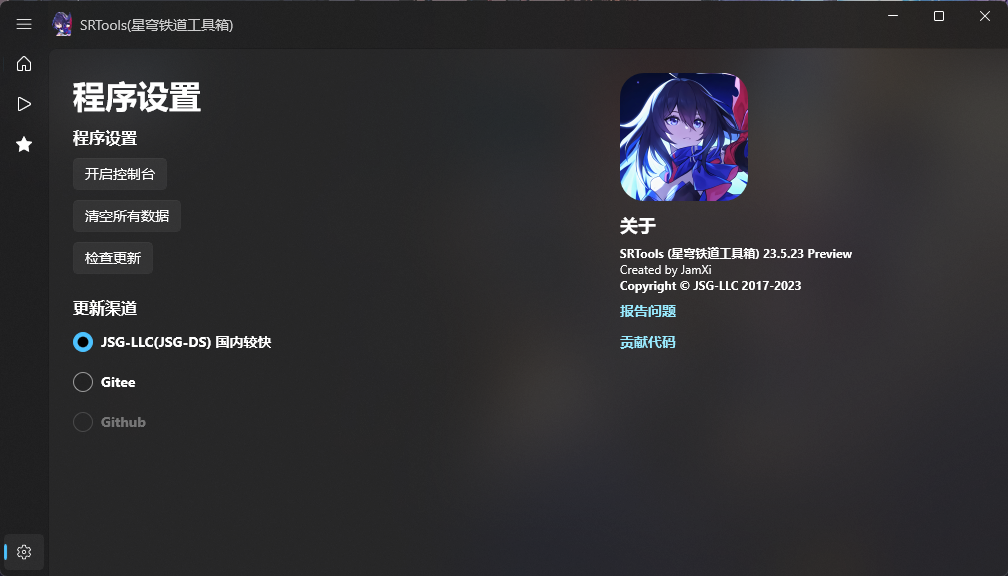 SRTools(星穹铁道工具箱)
程序设置
程序设置
开启控制台
清空所有数据
检查更新
更新渠道
JSG-LLC(JSG-DS) 国内较快
Gitee
Github
关于
SRTools (星穹铁道工具箱) 23.5.23 Preview
Created by JamXi
Copyright © JSG-LLC 2017-2023
报告问题
贡献代码